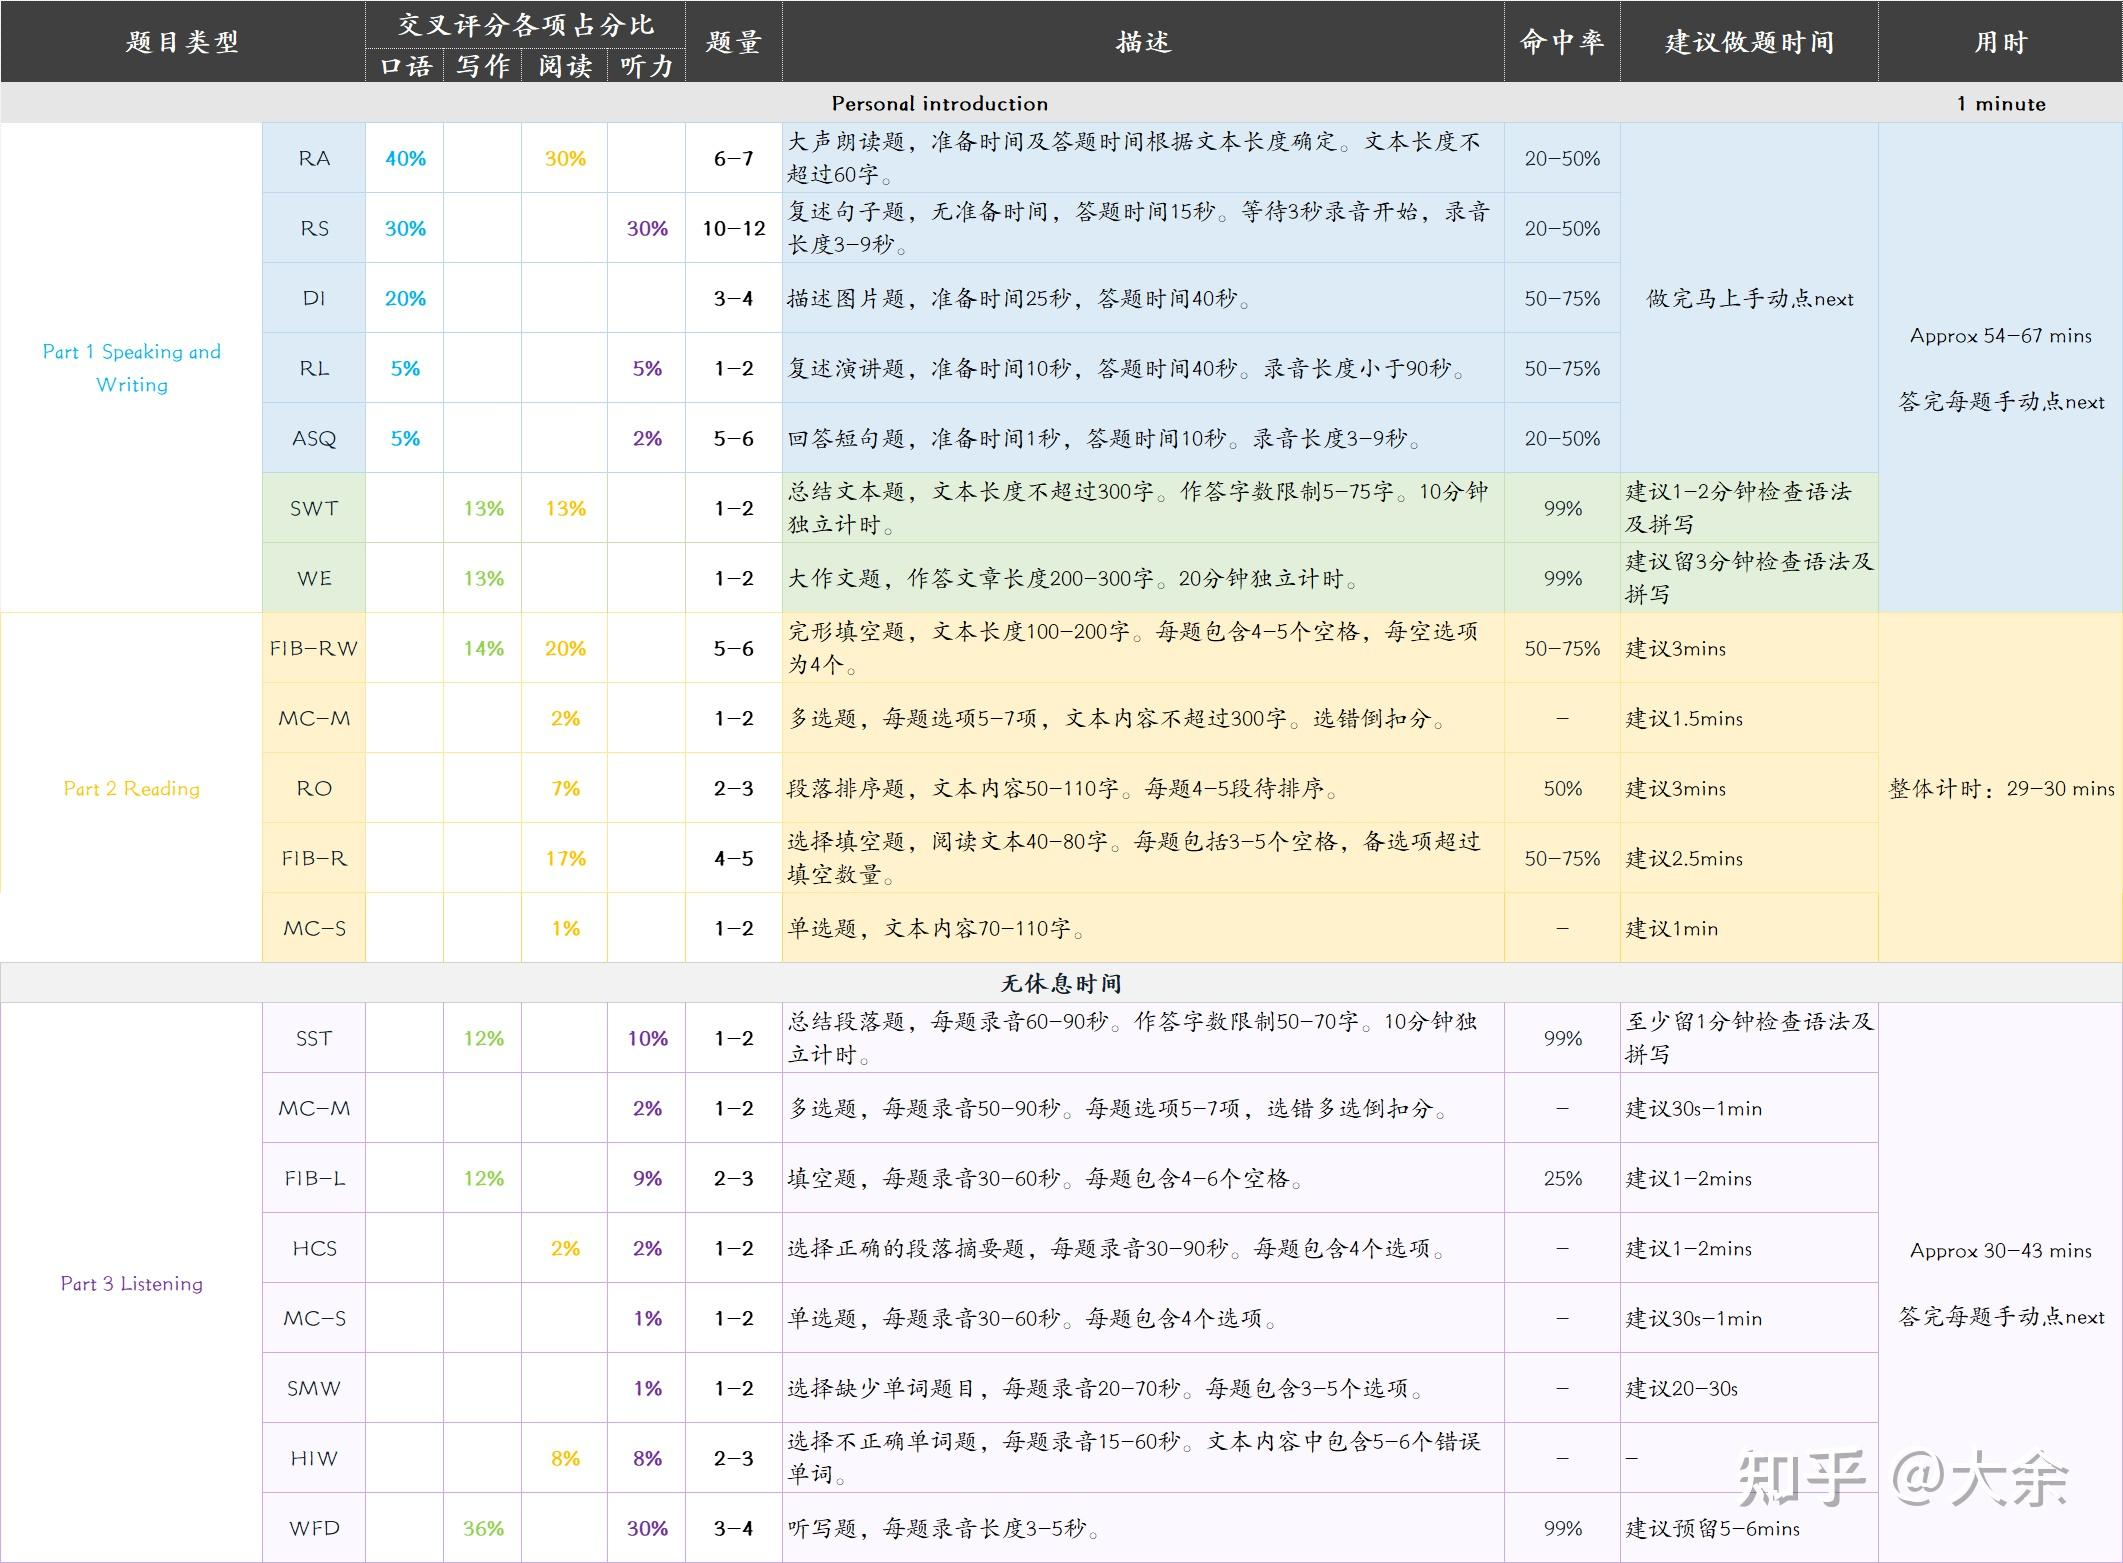 题目类型 交叉评分各项占分比 题量 描述 命中率 建议做题时间 用时
口语 写作 阅读 听力
Personal introduction 1 minute
Part 1 Speaking and
Writing
RA 40% 30% 6-7 大声朗读题，准备时间及答题时间根据文本长度确定。文本长度不
超过60字。 20-50%
RS 30% 30% 10-12 复述句子题，无准备时间，答题时间15秒。等待3秒录音开始，录音
长度3-9秒。 20-50%
DI 20% 3-4 描述图片题，准备时间25秒，答题时间40秒。 50-75% 做完马上手动点next
RL 5% 5% 1-2 复述演讲题，准备时间10秒，答题时间40秒。录音长度小于90秒。 50-75%
ASQ 5% 2% 5-6 回答短句题，准备时间1秒，答题时间10秒。录音长度3-9秒。 20-50%
Approx 54-67 mins
答完每题手动点next
SWT 13% 13% 1-2 总结文本题，文本长度不超过300字。作答字数限制5-75字。10分钟
独立计时。 99% 建议1-2分钟检查语法
及拼写
WE 13% 1-2 大作文题，作答文章长度200-300字。20分钟独立计时。 99% 建议留3分钟检查语法及
拼写
Part 2 Reading
FIB-RW 14% 20% 5-6 完形填空题，文本长度100-200字。每题包含4-5个空格，每空选项
为4个。 50-75% 建议3mins
MC-M 2% 1-2 多选题，每题选项5-7项，文本内容不超过300字。选错倒扣分。 - 建议1.5mins
RO 7% 2-3 段落排序题，文本内容50-110字。每题4-5段待排序。 50% 建议3mins 整体计时：29-30 mins
FIB-R 17% 4-5 选择填空题，阅读文本40-80字。每题包括3-5个空格，备选项超过
填空数量。 50-75% 建议2.5mins
MC-S 1% 1-2 单选题，文本内容70-110字。 - 建议1min
无休息时间
Part 3 Listening
SST 12% 10% 1-2 总结段落题，每题录音60-90秒。作答字数限制50-70字。10分钟独
立计时。 99% 至少留1分钟检查语法及
拼写
MC-M 2% 1-2 多选题，每题录音50-90秒。每题选项5-7项，选错多选倒扣分。 - 建议30s-1min
FIB-L 12% 9% 2-3 填空题，每题录音30-60秒。每题包含4-6个空格。 25% 建议1-2mins
HCS 2% 2% 1-2 选择正确的段落摘要题，每题录音30-90秒。每题包含4个选项。 - 建议1-2mins
Approx 30-43 mins
答完每题手动点next
MC-S 1% 1-2 单选题，每题录音30-60秒。每题包含4个选项。 - 建议30s-1min
SMW 1% 1-2 选择缺少单词题目，每题录音20-70秒。每题包含3-5个选项。 - 建议20-30s
HIW 8% 8% 2-3 选择不正确单词题，每题录音15-60秒。文本内容中包含5-6个错误
单词。 - -
WFD 36% 30% 3-4 听写题，每题录音长度3-5秒。 99% 建议预留5-6mins
知乎 @大余